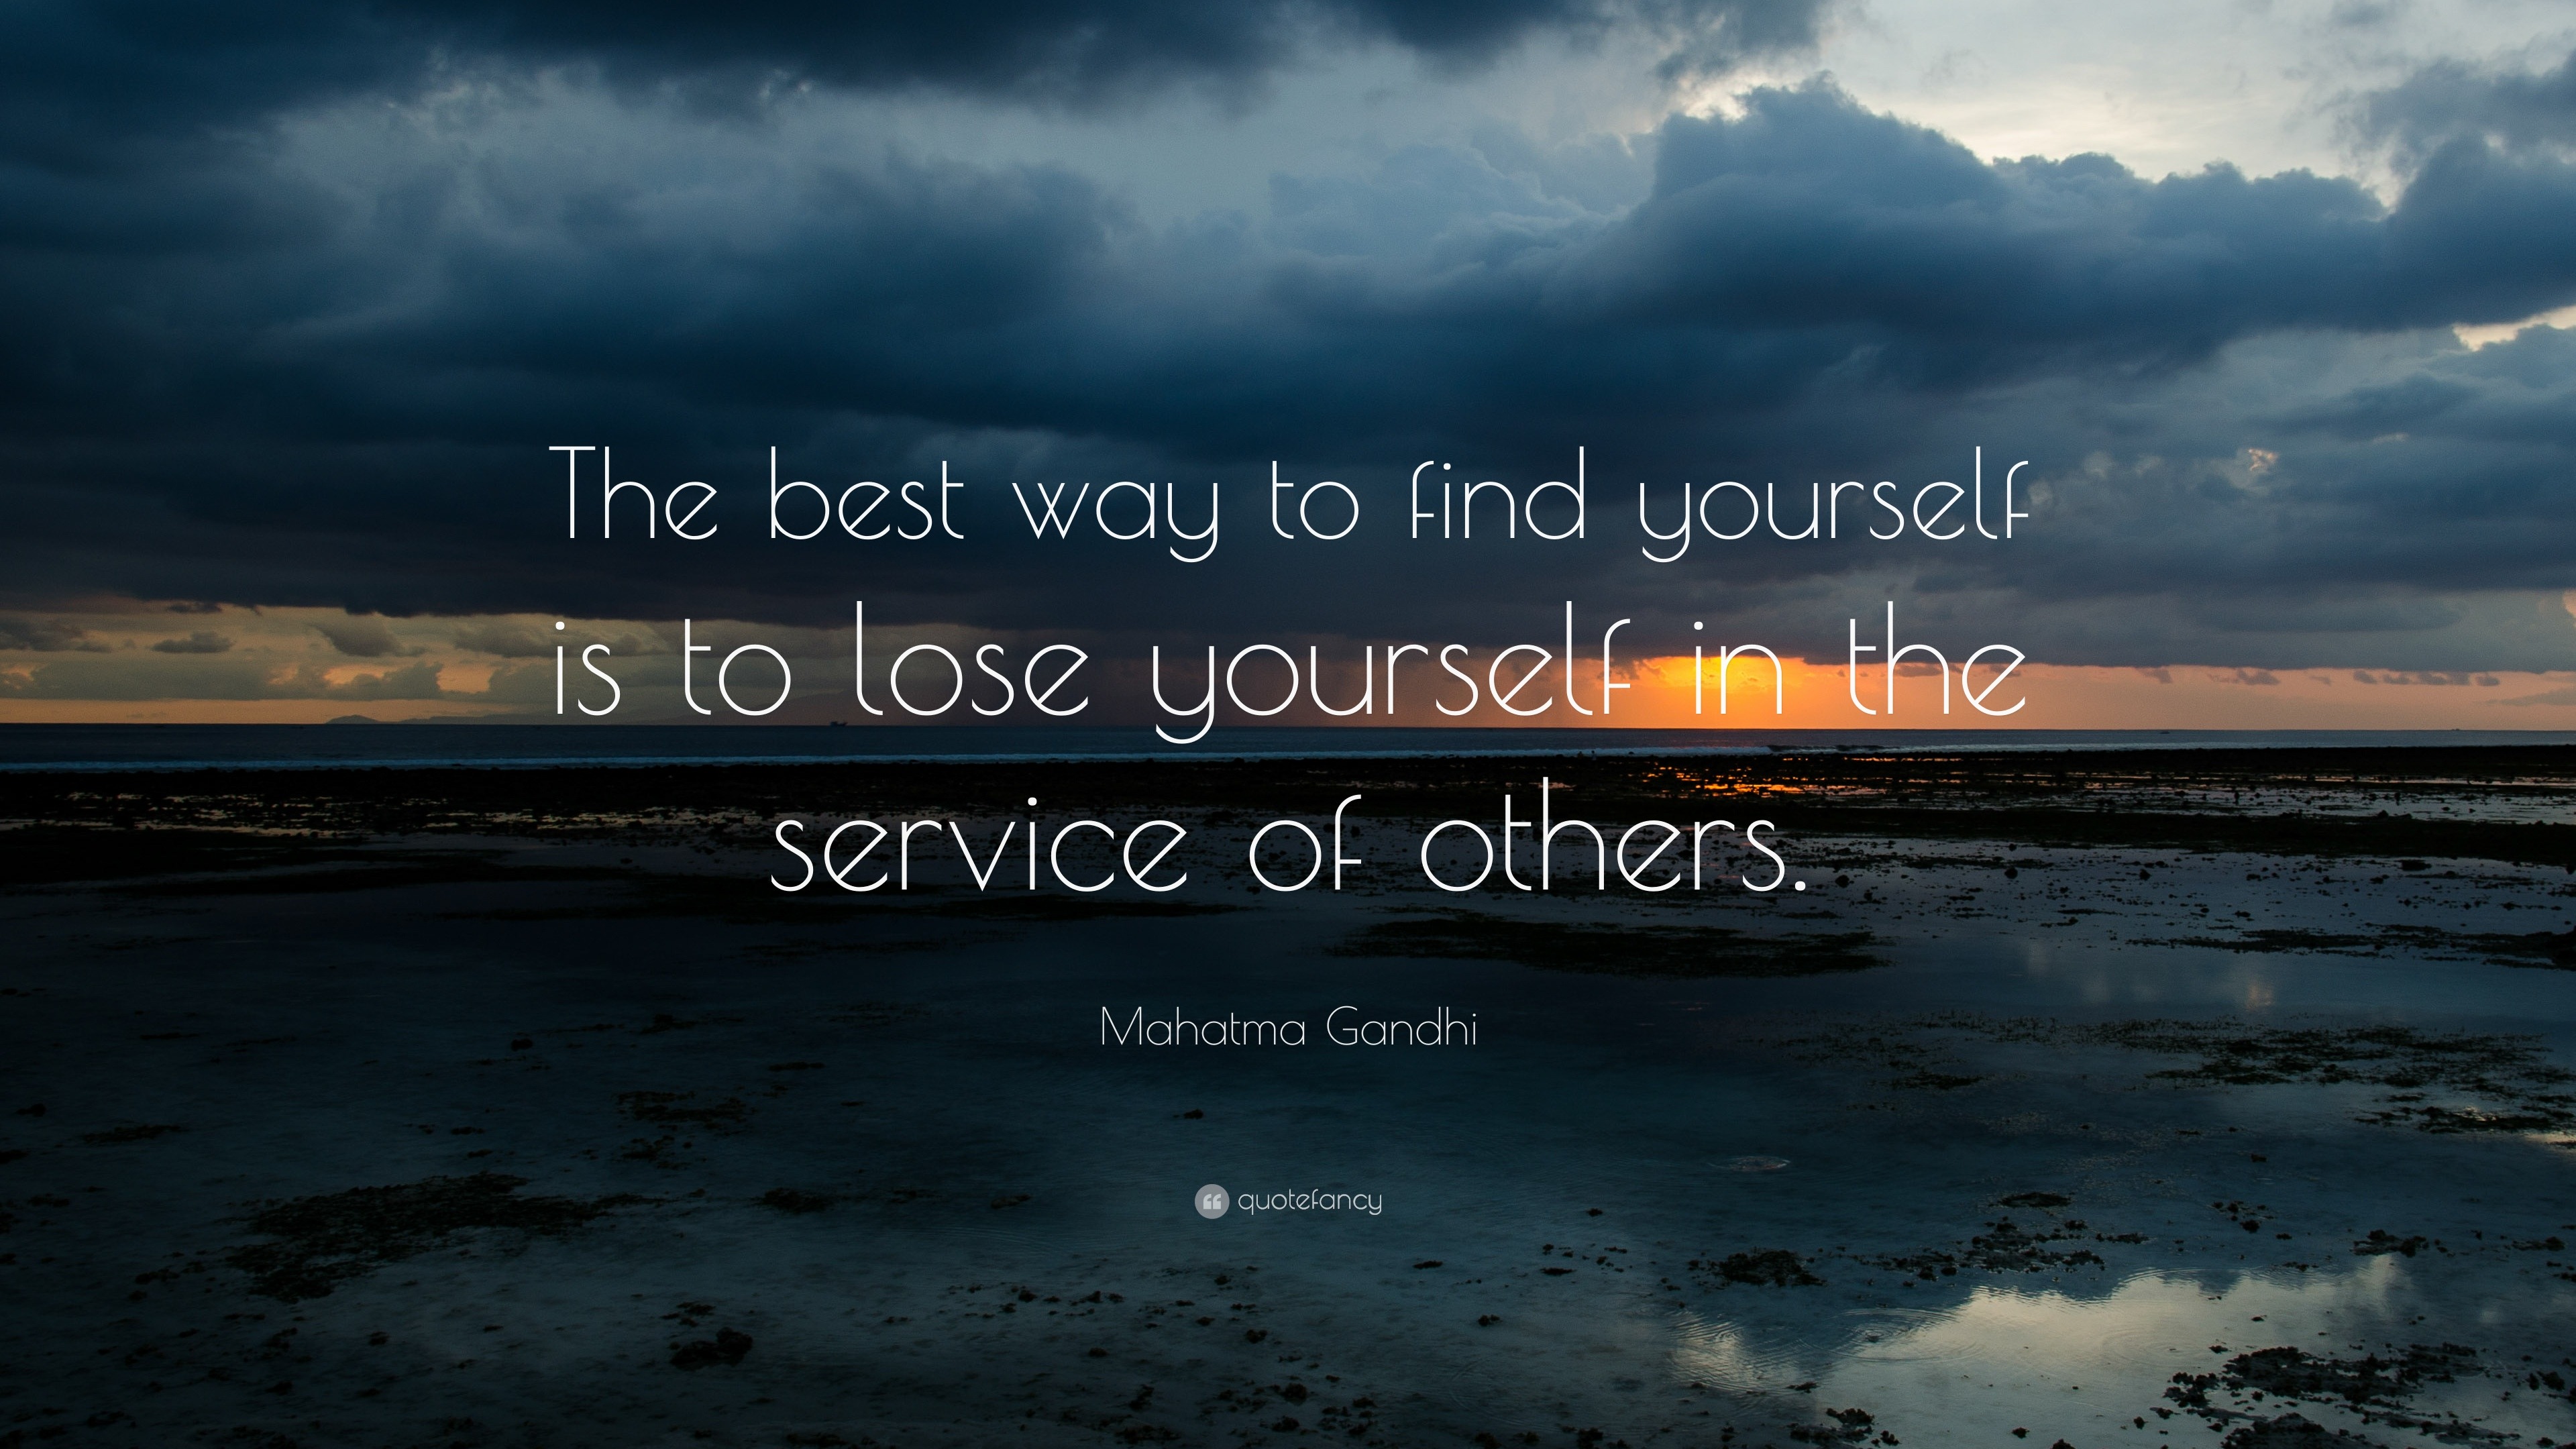 The best way to find yourself
is to lose yourself in the
service of others.
Mahatma Gandhi
quotefancy